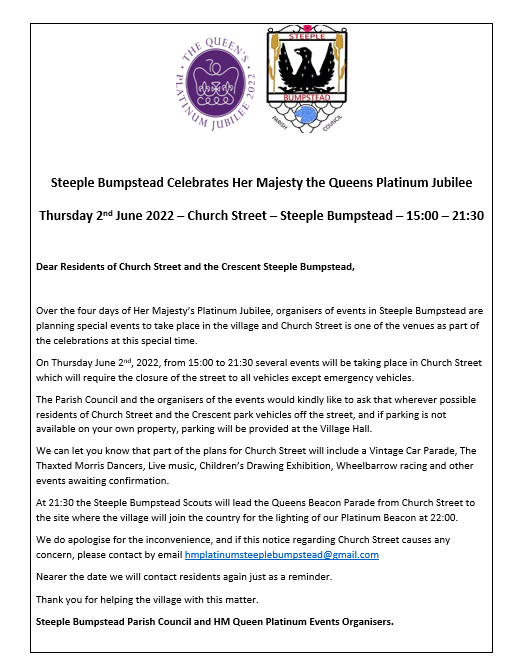 THE QUEEN'S
PLATINUM JUBILEE 2022
STEEPLE
BUMPSTEAD
PARISH COUNCIL
Steeple Bumpstead Celebrates Her Majesty the Queens Platinum Jubilee
Thursday 2nd June 2022 – Church Street – Steeple Bumpstead – 15:00 – 21:30
Dear Residents of Church Street and the Crescent Steeple Bumpstead,
Over the four days of Her Majesty's Platinum Jubilee, organisers of events in Steeple Bumpstead are
planning special events to take place in the village and Church Street is one of the venues as part of
the celebrations at this special time.
On Thursday June 2nd, 2022, from 15:00 to 21:30 several events will be taking place in Church Street
which will require the closure of the street to all vehicles except emergency vehicles.
The Parish Council and the organisers of the events would kindly like to ask that wherever possible
residents of Church Street and the Crescent park vehicles off the street, and if parking is not
available on your own property, parking will be provided at the Village Hall.
We can let you know that part of the plans for Church Street will include a Vintage Car Parade, The
Thaxted Morris Dancers, Live music, Children's Drawing Exhibition, Wheelbarrow racing and other
events awaiting confirmation.
At 21:30 the Steeple Bumpstead Scouts will lead the Queens Beacon Parade from Church Street to
the site where the village will join the country for the lighting of our Platinum Beacon at 22:00.
We do apologise for the inconvenience, and if this notice regarding Church Street causes any
concern, please contact by email hmplatinumsteeplebumpstead@gmail.com
Nearer the date we will contact residents again just as a reminder.
Thank you for helping the village with this matter.
Steeple Bumpstead Parish Council and HM Queen Platinum Events Organisers.